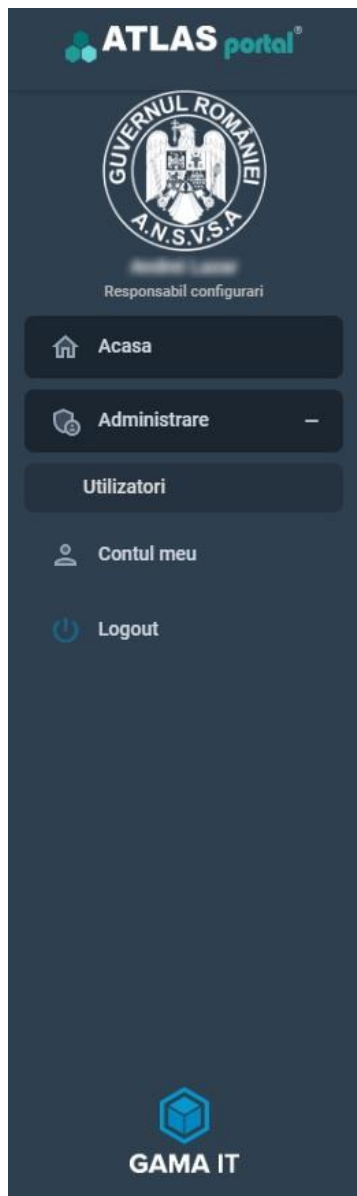 ATLAS portal®
GUVERNUL ROMÂNIEI
A.N.S.V.S.A
Responsabil configurari
Acasa
Administrare
Utilizatori
Contul meu
Logout
GAMA IT